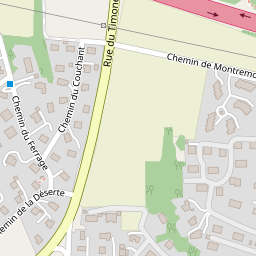 Rue du Timon
Chemin de Montremo
Chemin du Couchant
Chemin du Ferrage
Chemin de la Déserte